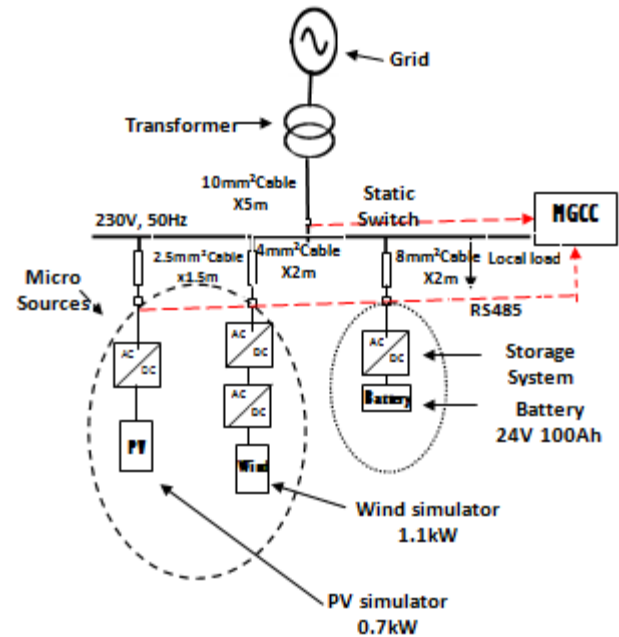 Grid
Transformer
10mm²Cable
X5m
Static
Switch
MGCC
230V, 50Hz
2.5mm²Cable
x1.5m
4mm²Cable
X2m
8mm²Cable
X2m
Local load
RS485
Micro
Sources
AC
DC
AC
DC
AC
DC
AC
DC
PV
Wind
Battery
Storage
System
Battery
24V 100Ah
Wind simulator
1.1kW
PV simulator
0.7kW